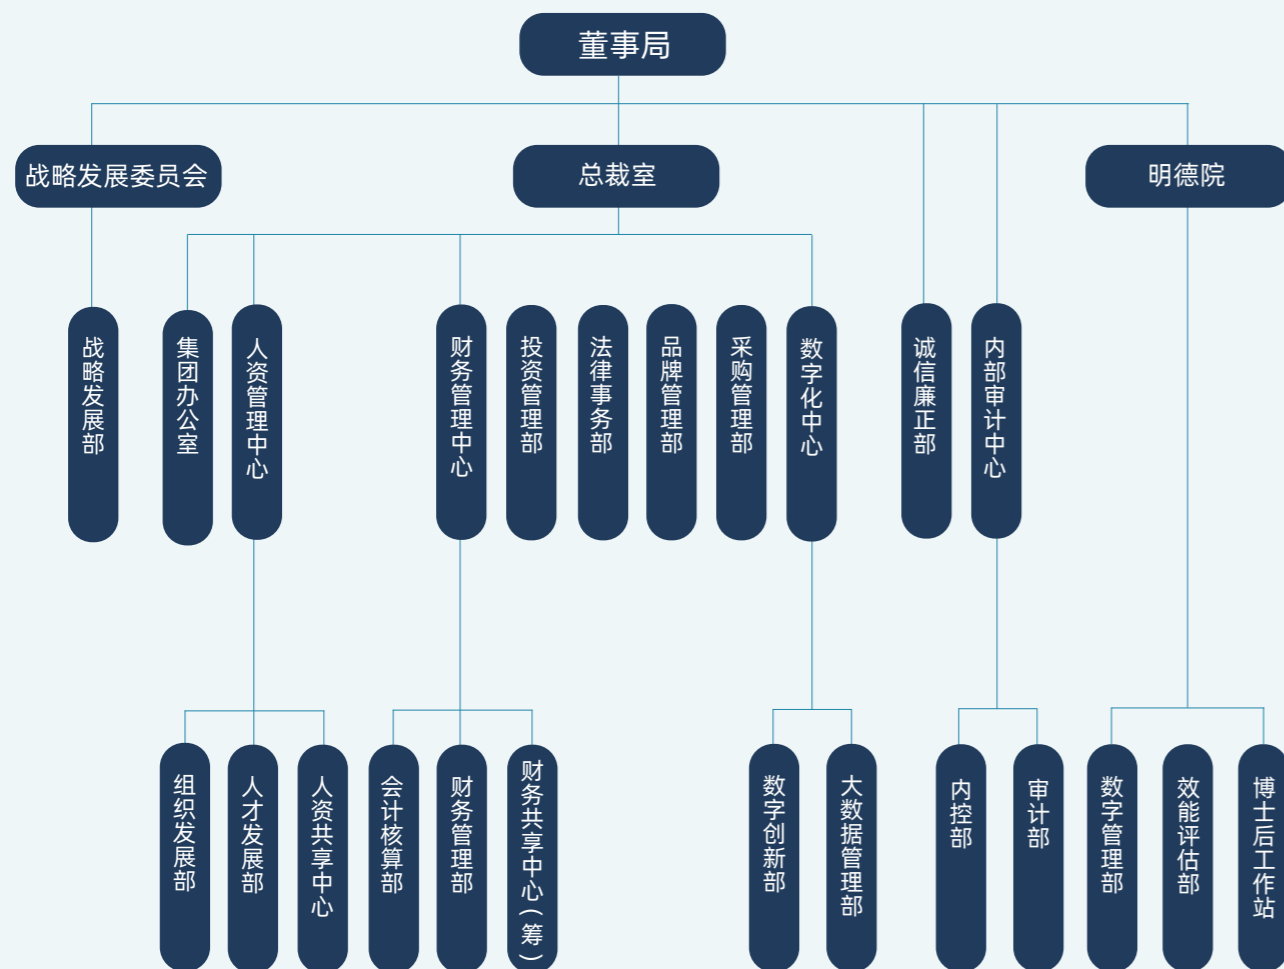 董事局
战略发展委员会
总裁室
明德院
战略发展部
集团办公室
人资管理中心
财务管理中心
投资管理部
法律事务部
品牌管理部
采购管理部
数字化中心
诚信廉正部
内部审计中心
组织发展部
人才发展部
人资共享中心
会计核算部
财务管理部
财务共享中心(筹)
数字创新部
大数据管理部
内控部
审计部
数字管理部
效能评估部
博士后工作站